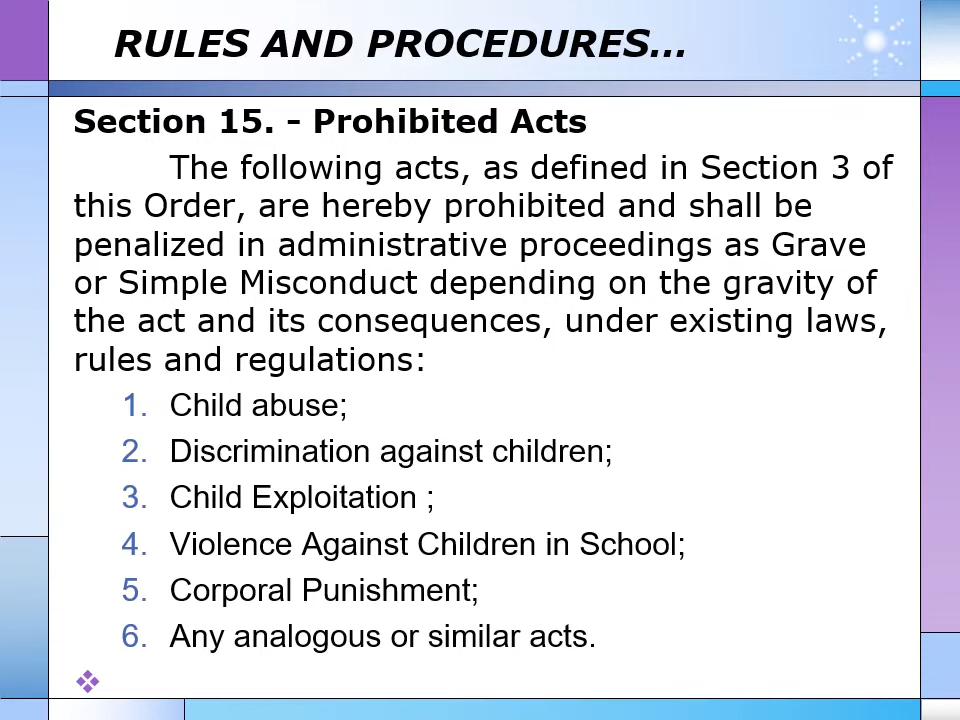 RULES AND PROCEDURES...
Section 15. - Prohibited Acts
The following acts, as defined in Section 3 of
this Order, are hereby prohibited and shall be
penalized in administrative proceedings as Grave
or Simple Misconduct depending on the gravity of
the act and its consequences, under existing laws,
rules and regulations:
1. Child abuse;
2. Discrimination against children;
3. Child Exploitation ;
4. Violence Against Children in School;
5. Corporal Punishment;
6. Any analogous or similar acts.